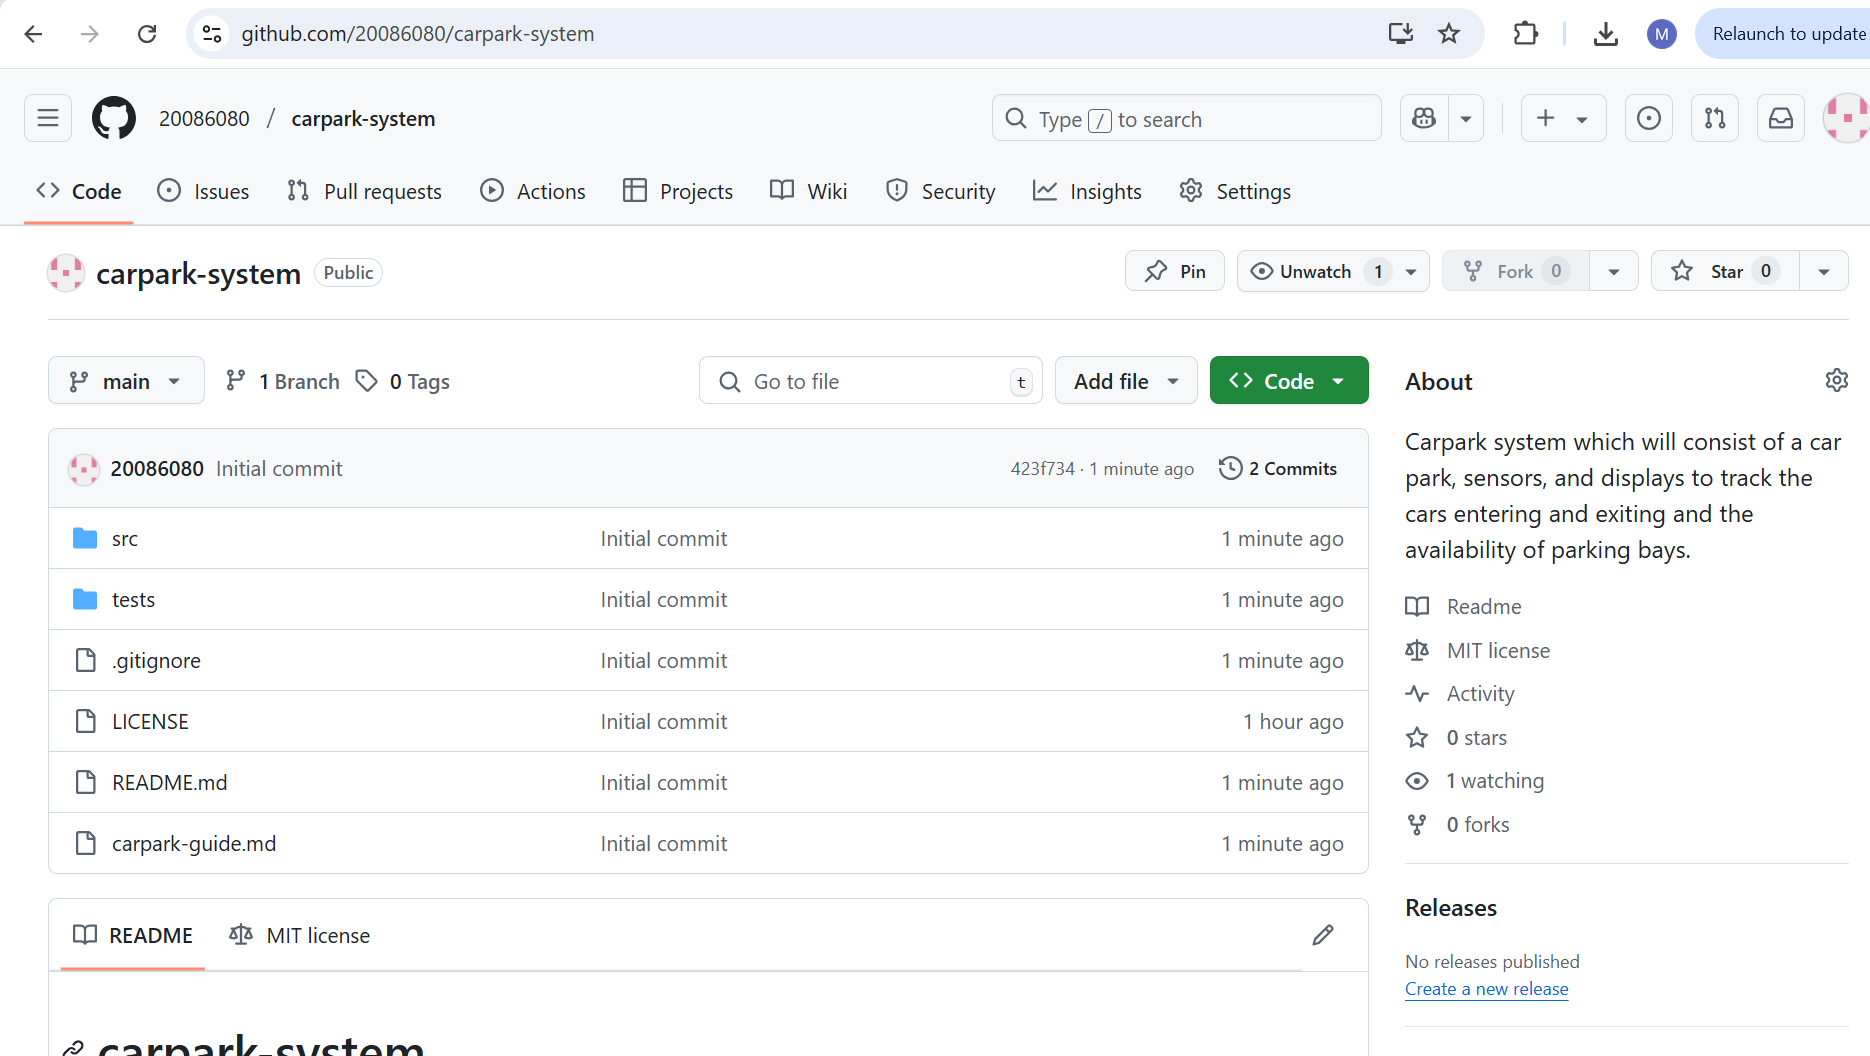 github.com/20086080/carpark-system
M
Relaunch to update
20086080 / carpark-system
Type / to search
Code Issues Pull requests Actions Projects Wiki Security Insights Settings
carpark-system Public
Pin Unwatch 1 Fork 0 Star 0
main 1 Branch 0 Tags
Go to file t Add file Code
20086080 Initial commit 423f734 · 1 minute ago 2 Commits
src Initial commit 1 minute ago
tests Initial commit 1 minute ago
.gitignore Initial commit 1 minute ago
LICENSE Initial commit 1 hour ago
README.md Initial commit 1 minute ago
carpark-guide.md Initial commit 1 minute ago
README MIT license
carpark-system
About
Carpark system which will consist of a car
park, sensors, and displays to track the
cars entering and exiting and the
availability of parking bays.
Readme
MIT license
Activity
0 stars
1 watching
0 forks
Releases
No releases published
Create a new release